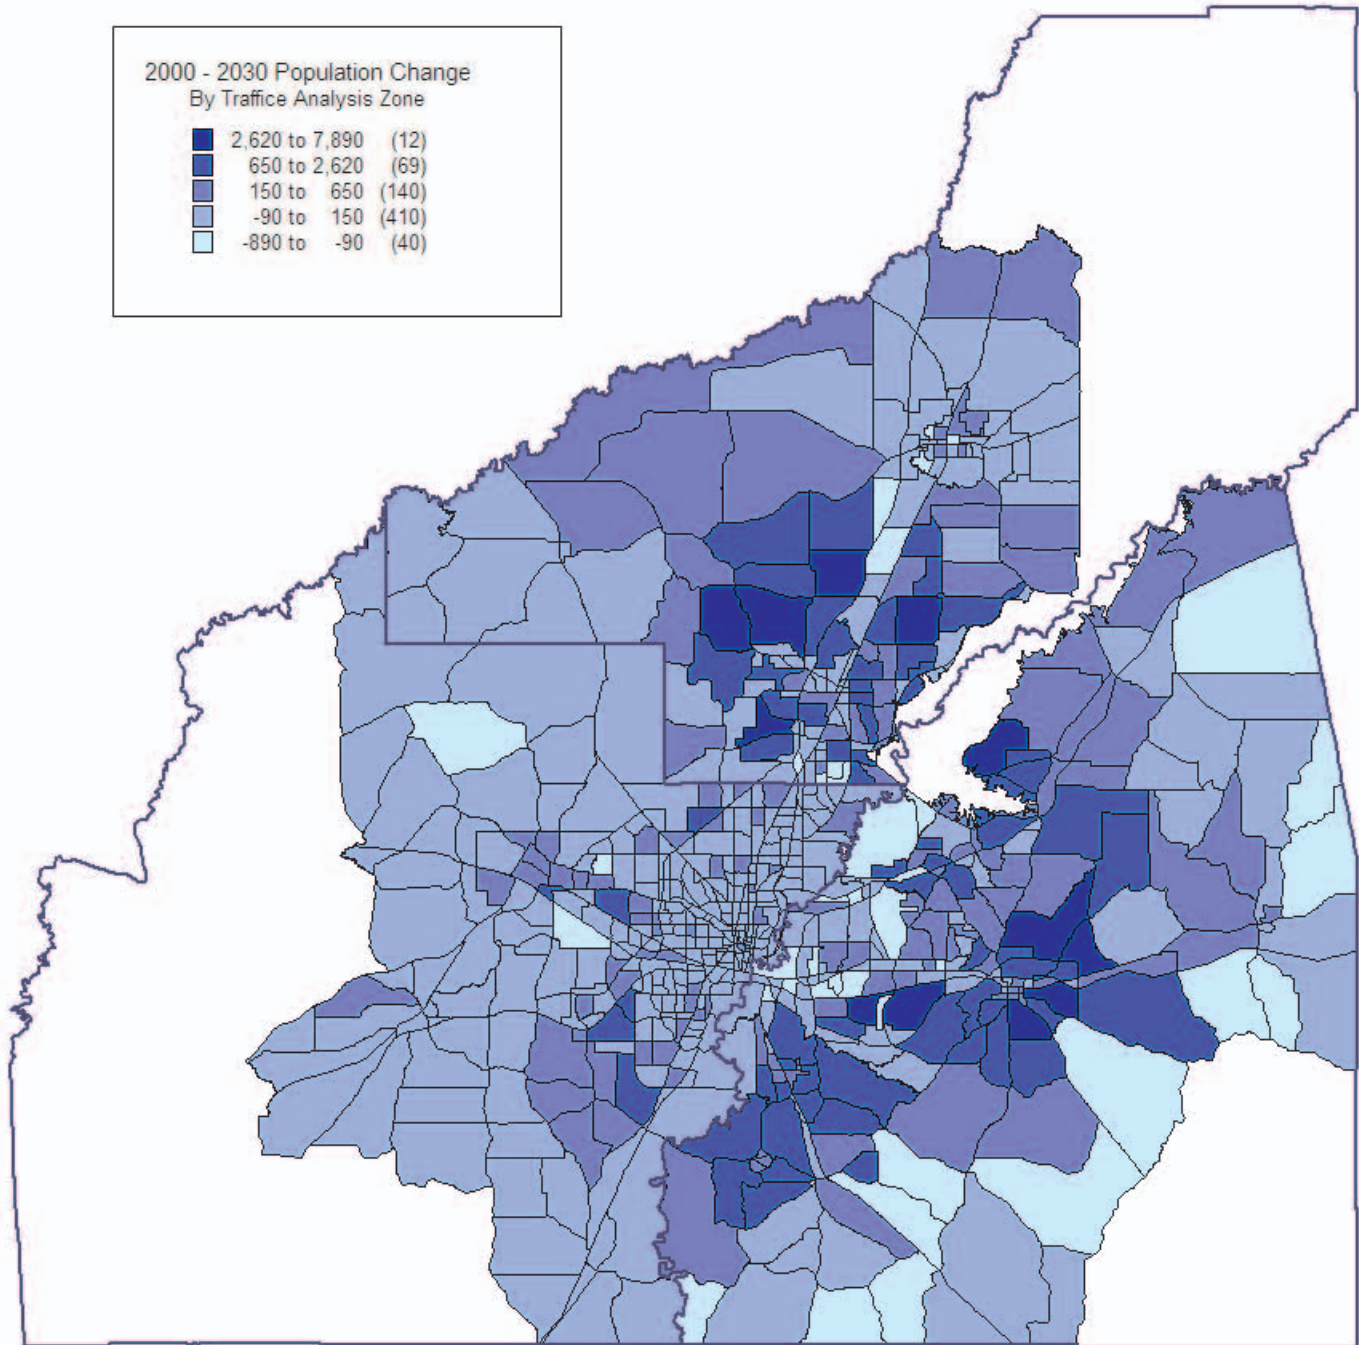 2000 - 2030 Population Change
By Traffice Analysis Zone
2,620 to 7,890 (12)
650 to 2,620 (69)
150 to 650 (140)
-90 to 150 (410)
-890 to -90 (40)